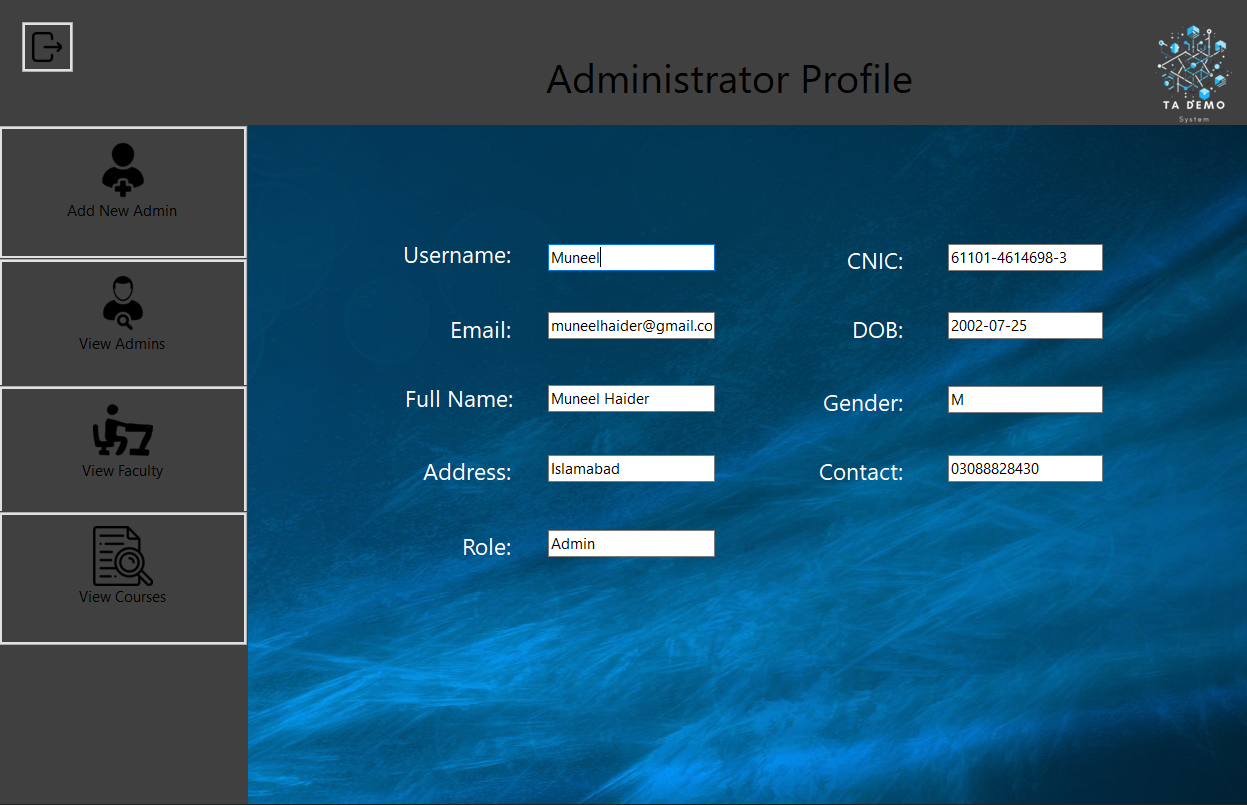 Administrator Profile
TA DEMO
System
Add New Admin
View Admins
View Faculty
View Courses
Username: Muneel CNIC: 61101-4614698-3
Email: muneelhaider@gmail.co DOB: 2002-07-25
Full Name: Muneel Haider Gender: M
Address: Islamabad Contact: 03088828430
Role: Admin